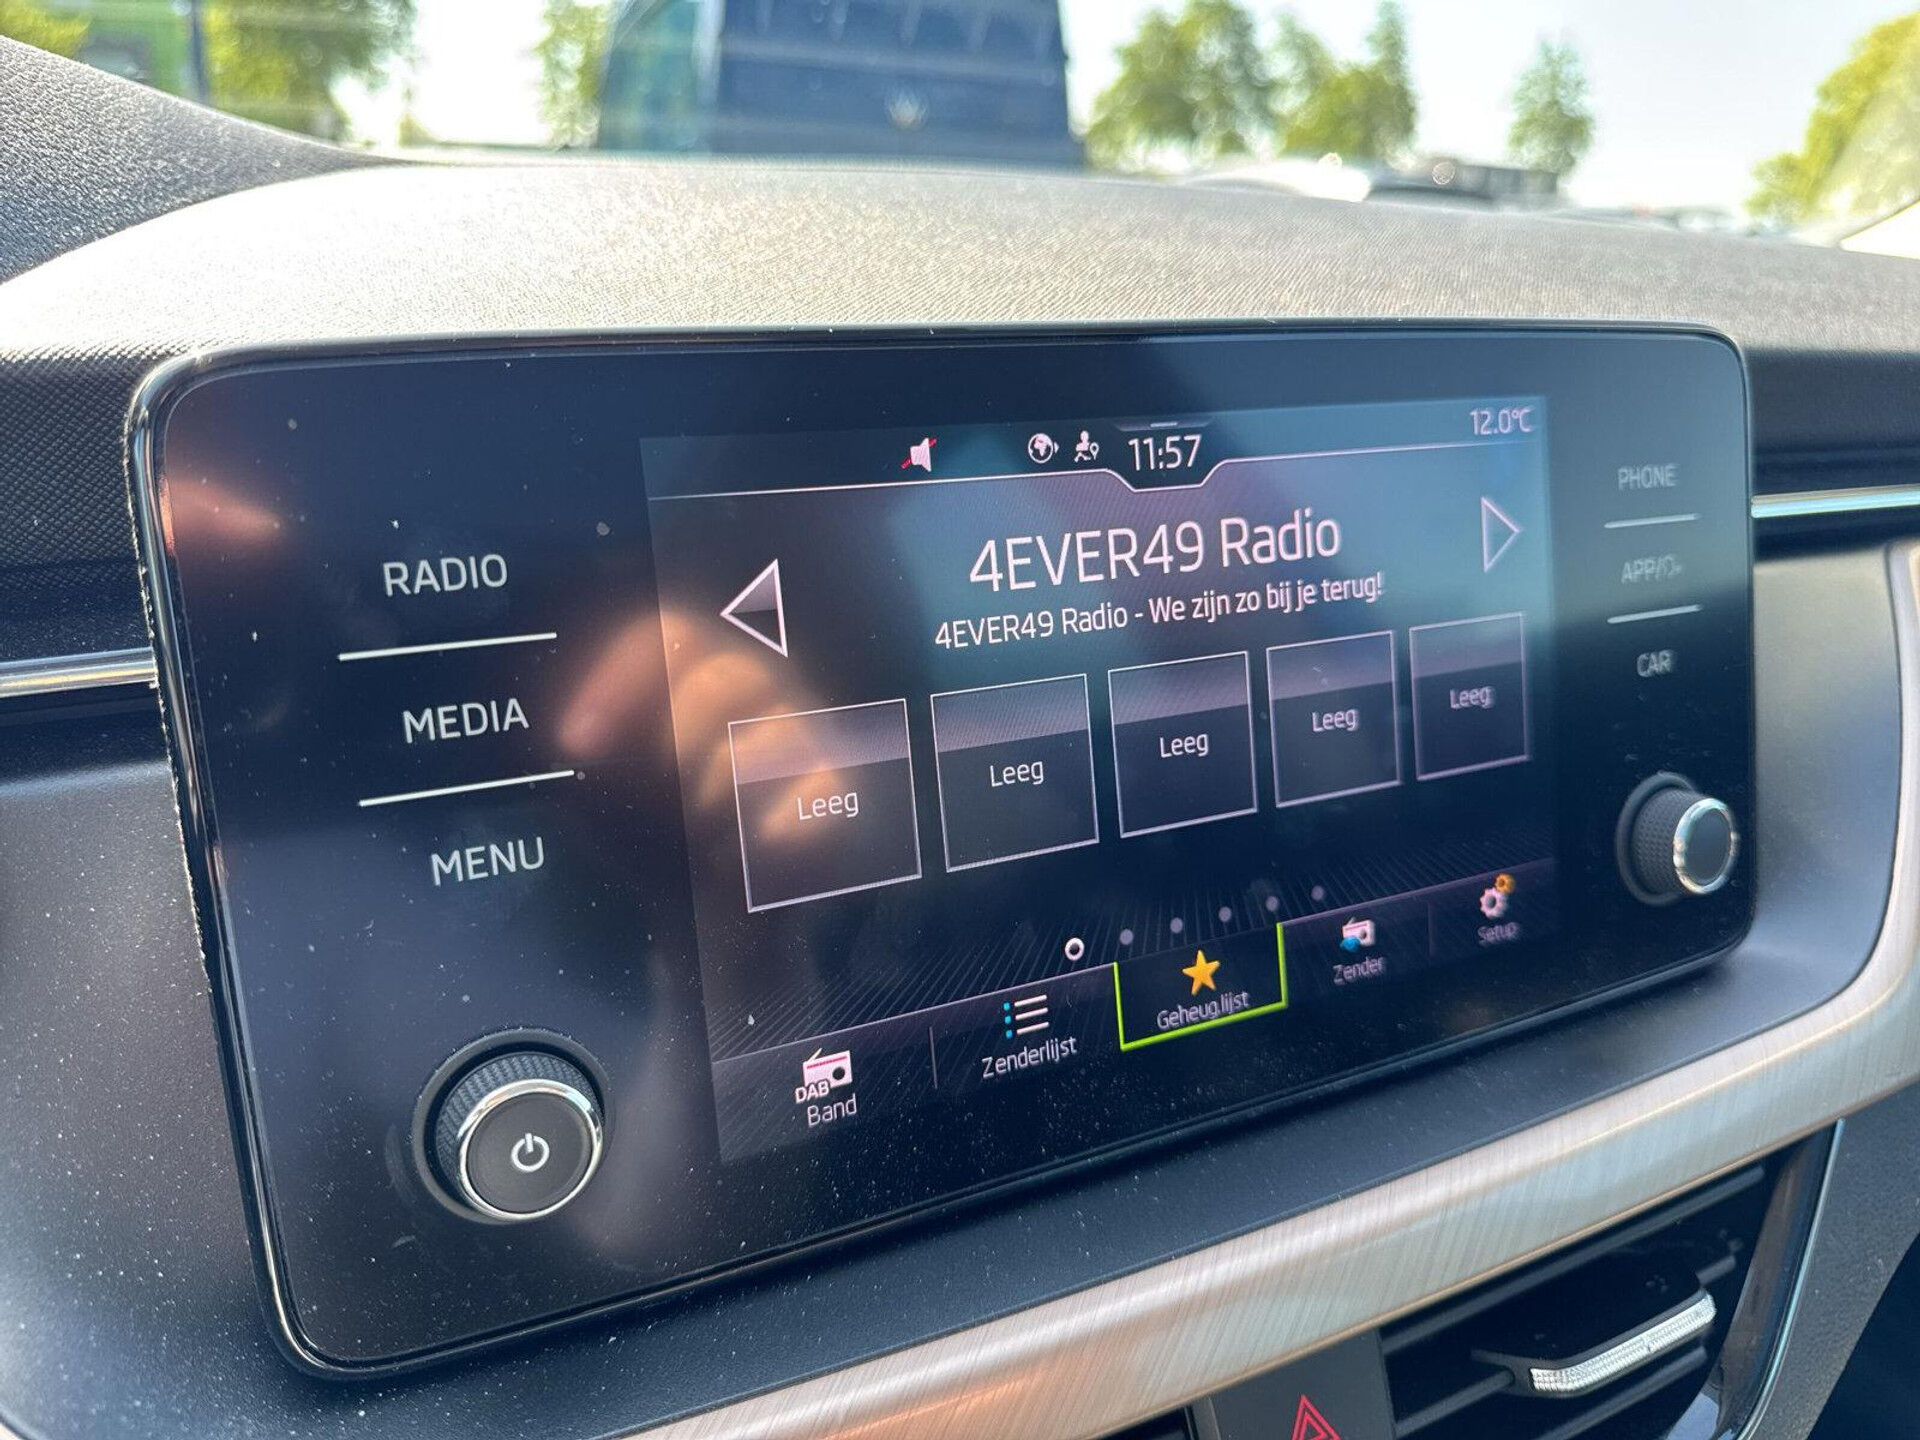 11:57
12.0°C
RADIO
MEDIA
MENU
4EVER49 Radio
4EVER49 Radio - We zijn zo bij je terug!
Leeg
Leeg
Leeg
Leeg
Leeg
DAB
Band
Zenderlijst
Geheug.lijst
Zender
Setup
PHONE
APP/
CAR